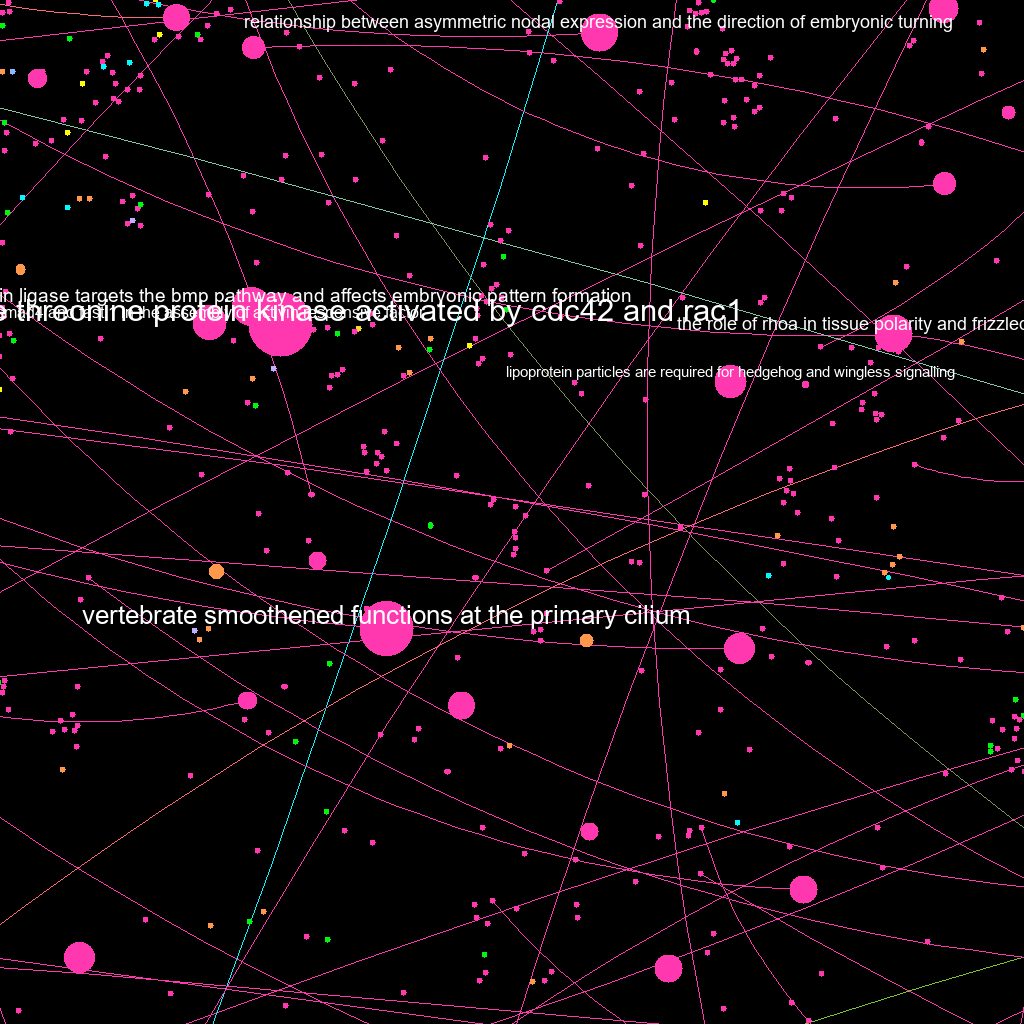 relationship between asymmetric nodal expression and the direction of embryonic turning
in ligase targets the bmp pathway and affects embryonic pattern formation
threonine protein kinase activated by cdc42 and rac1
the role of rhoa in tissue polarity and frizzled
lipoprotein particles are required for hedgehog and wingless signalling
vertebrate smoothened functions at the primary cilium